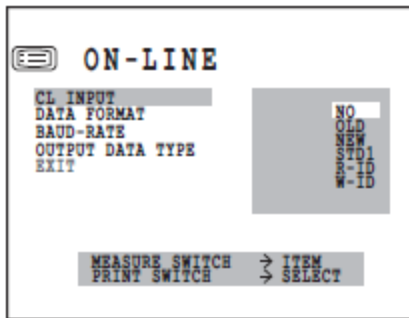 ON-LINE
CL INPUT
DATA FORMAT
BAUD-RATE
OUTPUT DATA TYPE
EXIT
NO
OLD
NEW
STD1
R-ID
W-ID
MEASURE SWITCH → ITEM
PRINT SWITCH → SELECT